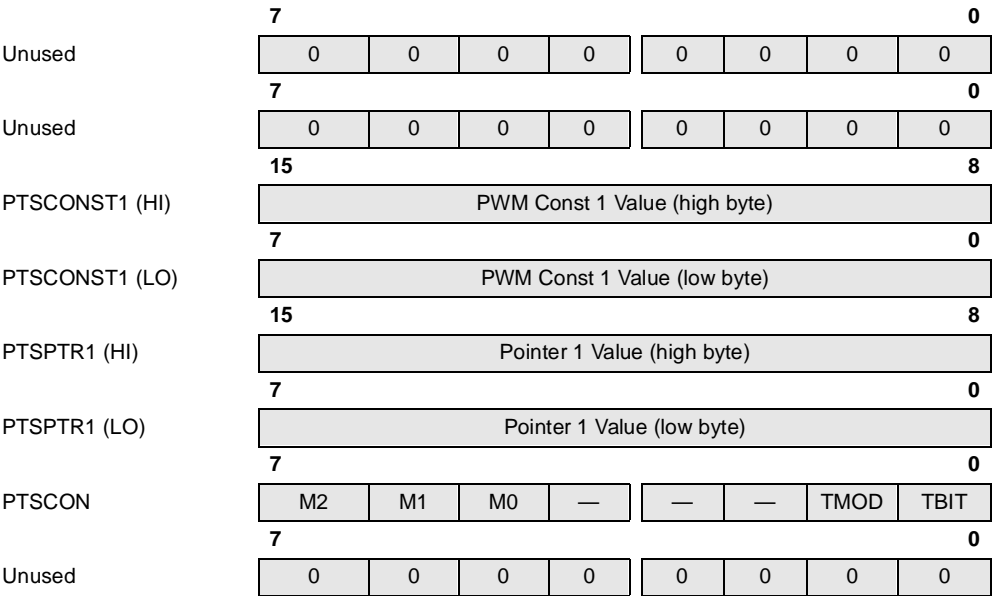 7 0
Unused 0 0 0 0 0 0 0 0
7 0
Unused 0 0 0 0 0 0 0 0
15 8
PTSCONST1 (HI) PWM Const 1 Value (high byte)
7 0
PTSCONST1 (LO) PWM Const 1 Value (low byte)
15 8
PTSPTR1 (HI) Pointer 1 Value (high byte)
7 0
PTSPTR1 (LO) Pointer 1 Value (low byte)
7 0
PTSCON M2 M1 M0 — — — TMOD TBIT
7 0
Unused 0 0 0 0 0 0 0 0